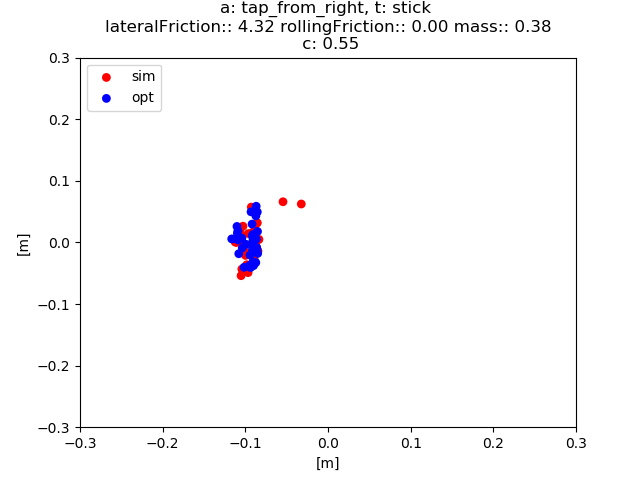 a: tap_from_right, t: stick
lateralFriction:: 4.32 rollingFriction:: 0.00 mass:: 0.38
c: 0.55
sim
opt
0.3
0.2
0.1
0.0
−0.1
−0.2
−0.3
[m]
−0.3 −0.2 −0.1 0.0 0.1 0.2 0.3
[m]